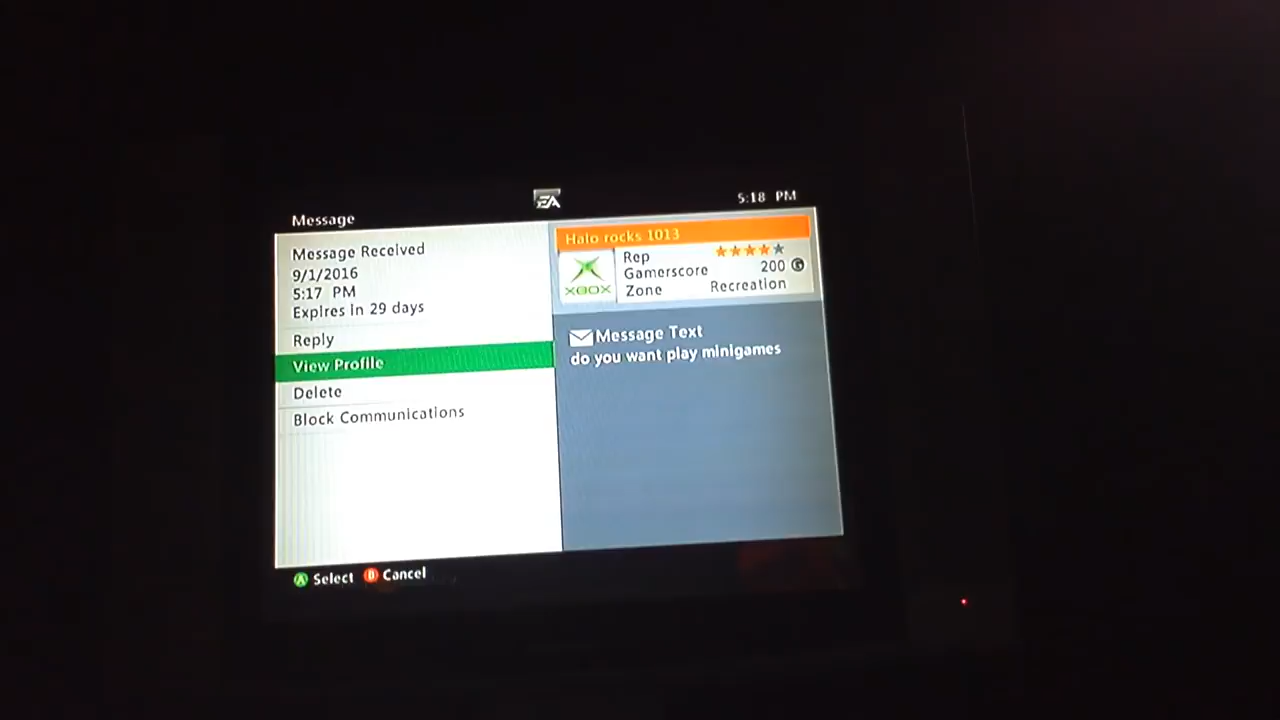 Message
EA
5:18 PM
Message Received
9/1/2016
5:17 PM
Expires in 29 days
Reply
View Profile
Delete
Block Communications
Halo rocks 1013
Rep
Gamerscore 200 G
Zone Recreation
XBOX
Message Text
do you want play minigames
A Select B Cancel